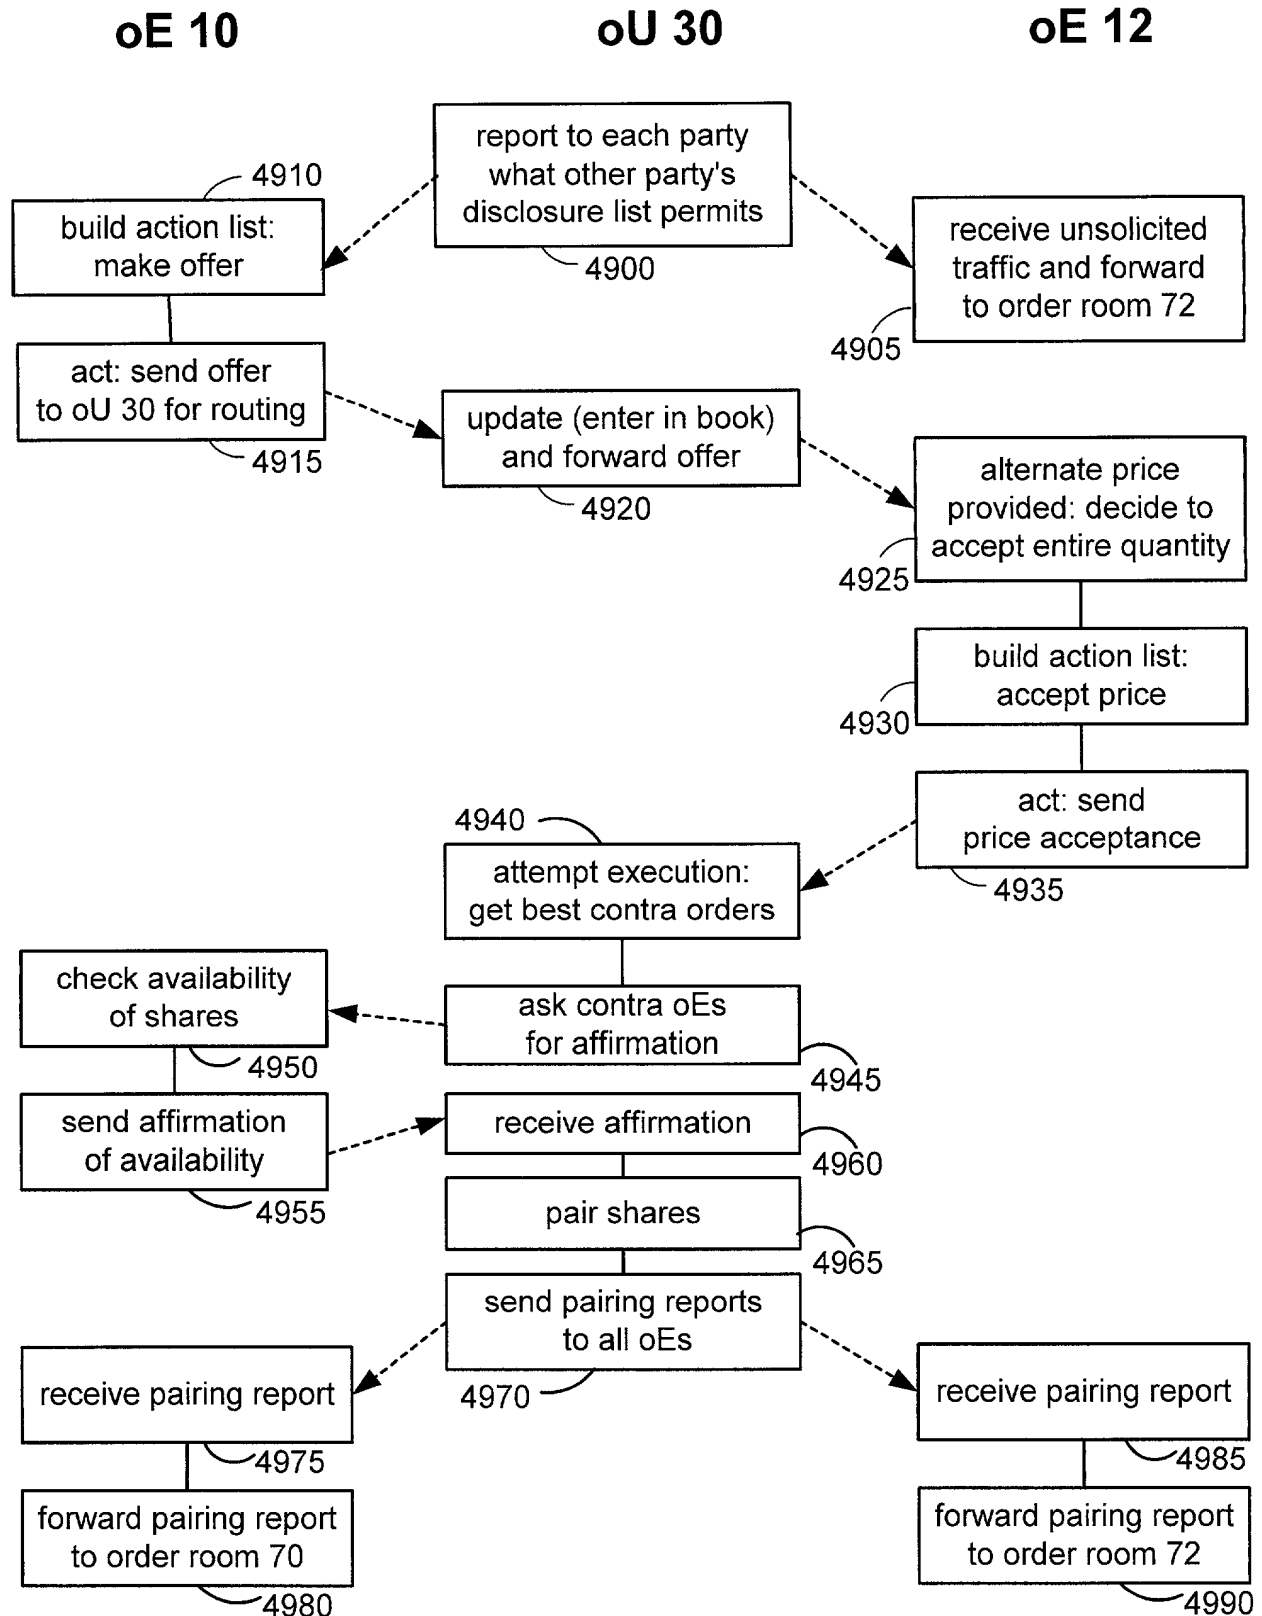 oE 10
oU 30
oE 12
report to each party
what other party's
disclosure list permits
4900
4910
build action list:
make offer
receive unsolicited
traffic and forward
to order room 72
4905
act: send offer
to oU 30 for routing
4915
update (enter in book)
and forward offer
4920
alternate price
provided: decide to
accept entire quantity
4925
build action list:
accept price
4930
act: send
price acceptance
4935
4940
attempt execution:
get best contra orders
ask contra oEs
for affirmation
4945
check availability
of shares
4950
send affirmation
of availability
4955
receive affirmation
4960
pair shares
4965
send pairing reports
to all oEs
4970
receive pairing report
4975
forward pairing report
to order room 70
4980
receive pairing report
4985
forward pairing report
to order room 72
4990